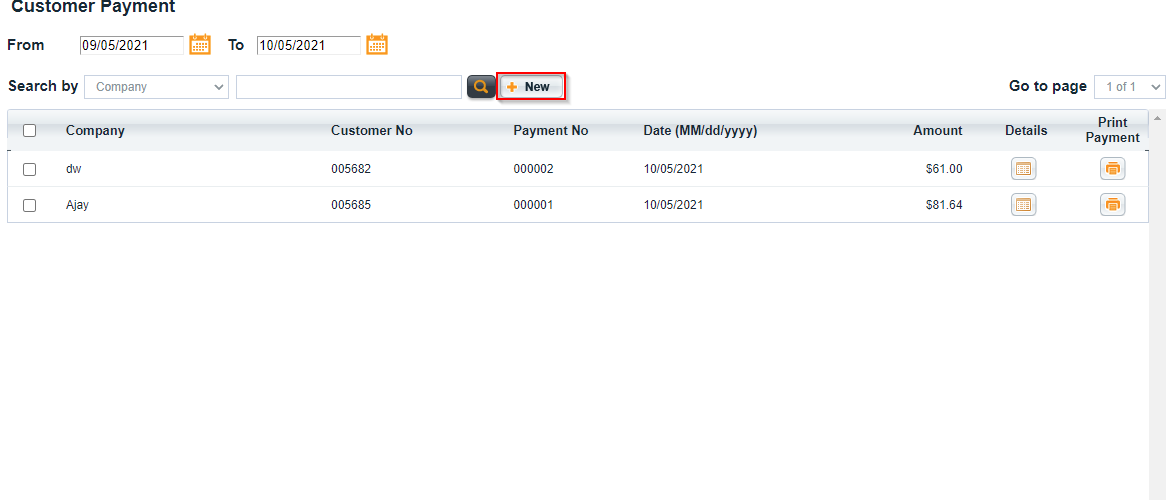 Customer Payment
From 09/05/2021 To 10/05/2021
Search by Company New Go to page 1 of 1
Company Customer No Payment No Date (MM/dd/yyyy) Amount Details Print Payment
dw 005682 000002 10/05/2021 $61.00
Ajay 005685 000001 10/05/2021 $81.64